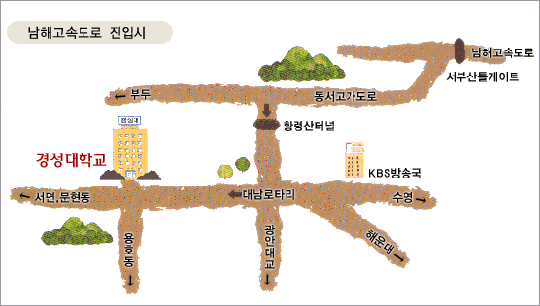 남해고속도로 진입시
남해고속도로
서부산톨게이트
← 부두
동서고가도로
황령산터널
경성대
경성대학교
KBS방송국
← 서면,문현동
대남로타리
수영 →
용호동
광안대교
해운대